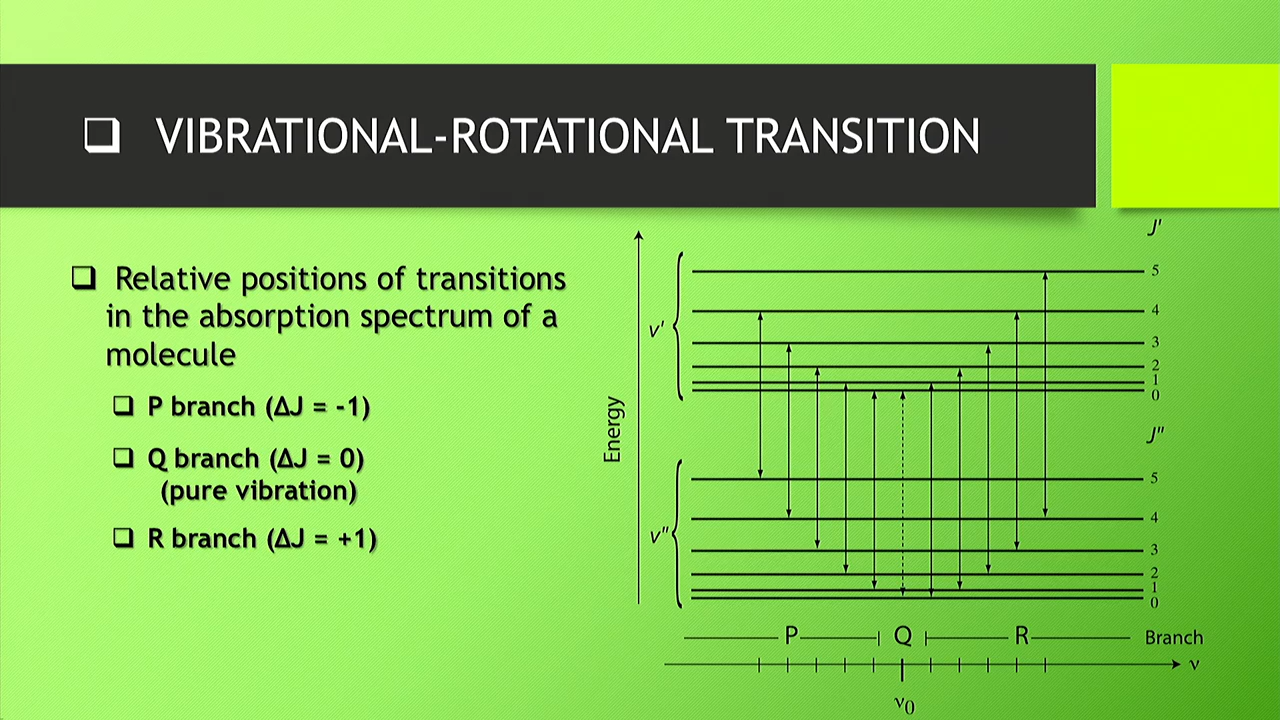 ❑ VIBRATIONAL-ROTATIONAL TRANSITION
❑ Relative positions of transitions
in the absorption spectrum of a
molecule
❑ P branch (ΔJ = -1)
❑ Q branch (ΔJ = 0)
(pure vibration)
❑ R branch (ΔJ = +1)
J'
5
4
3
2
1
0
v'
Energy
J"
5
4
3
2
1
0
v"
P Q R Branch
ν
ν0